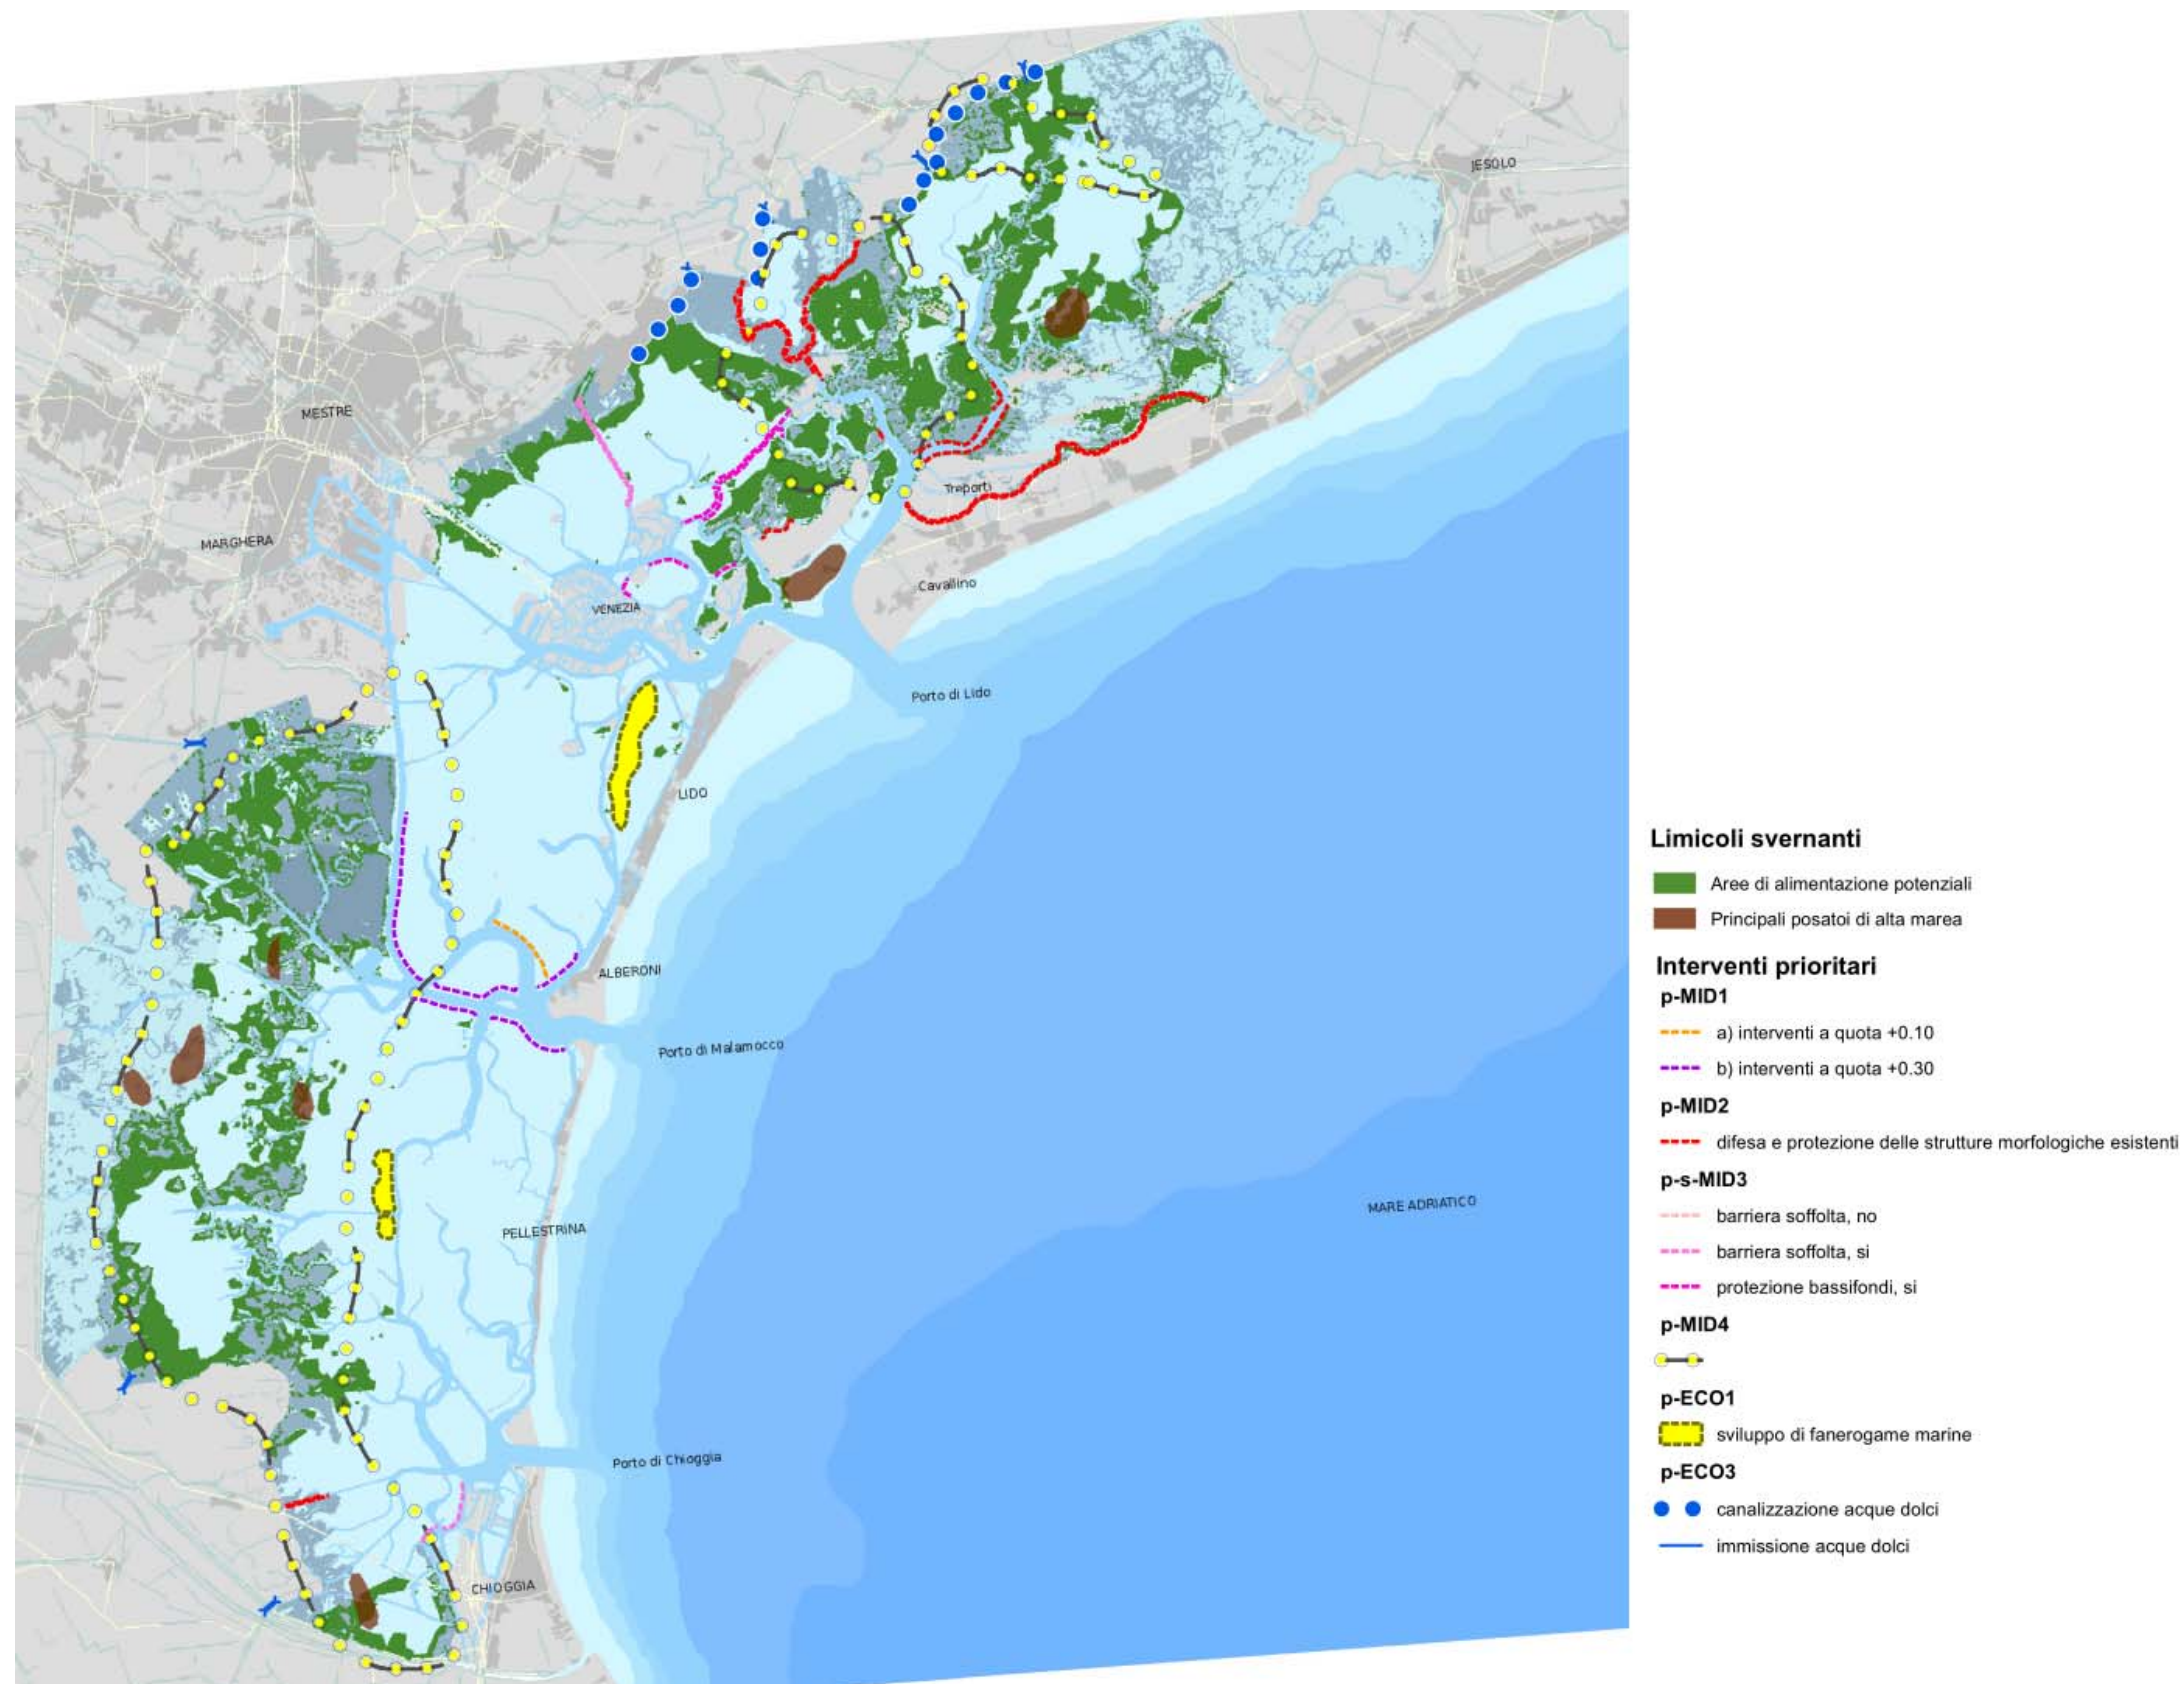 JESOLO
MESTRE
Treporti
MARGHERA
Cavallino
VENEZIA
Porto di Lido
LIDO
ALBERONI
Porto di Malamocco
MARE ADRIATICO
PELLESTRINA
Porto di Chioggia
CHIOGGIA
Limicoli svernanti
Aree di alimentazione potenziali
Principali posatoi di alta marea
Interventi prioritari
p-MID1
a) interventi a quota +0.10
b) interventi a quota +0.30
p-MID2
difesa e protezione delle strutture morfologiche esistenti
p-s-MID3
barriera soffolta, no
barriera soffolta, si
protezione bassifondi, si
p-MID4
p-ECO1
sviluppo di fanerogame marine
p-ECO3
canalizzazione acque dolci
immissione acque dolci